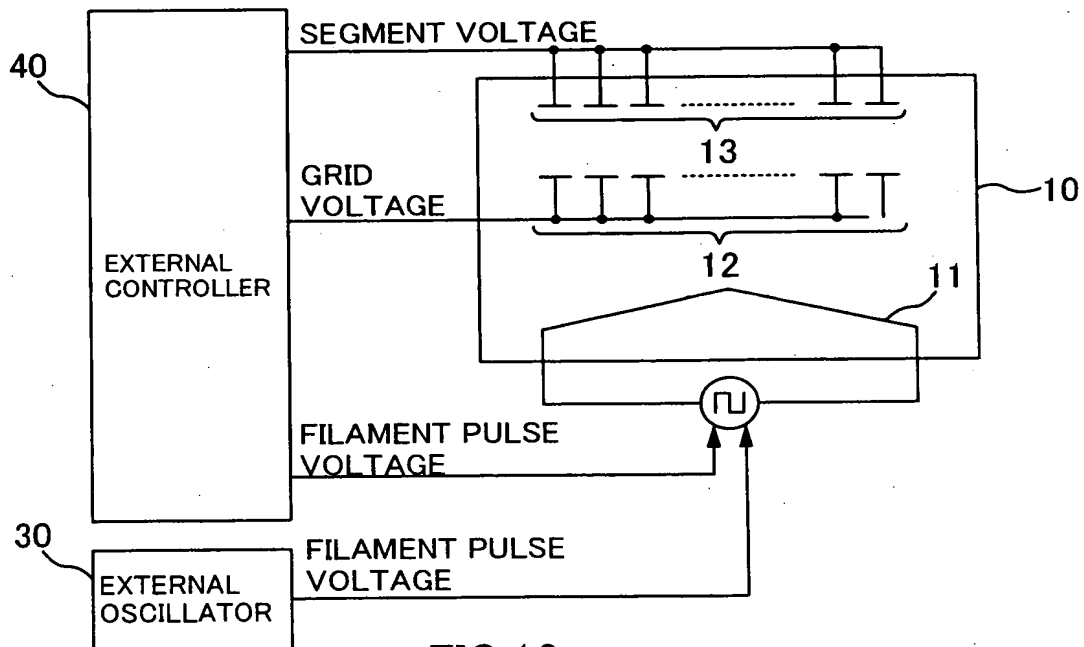 SEGMENT VOLTAGE
40
13
GRID
VOLTAGE
10
EXTERNAL
CONTROLLER
12
11
FILAMENT PULSE
VOLTAGE
30
FILAMENT PULSE
VOLTAGE
EXTERNAL
OSCILLATOR